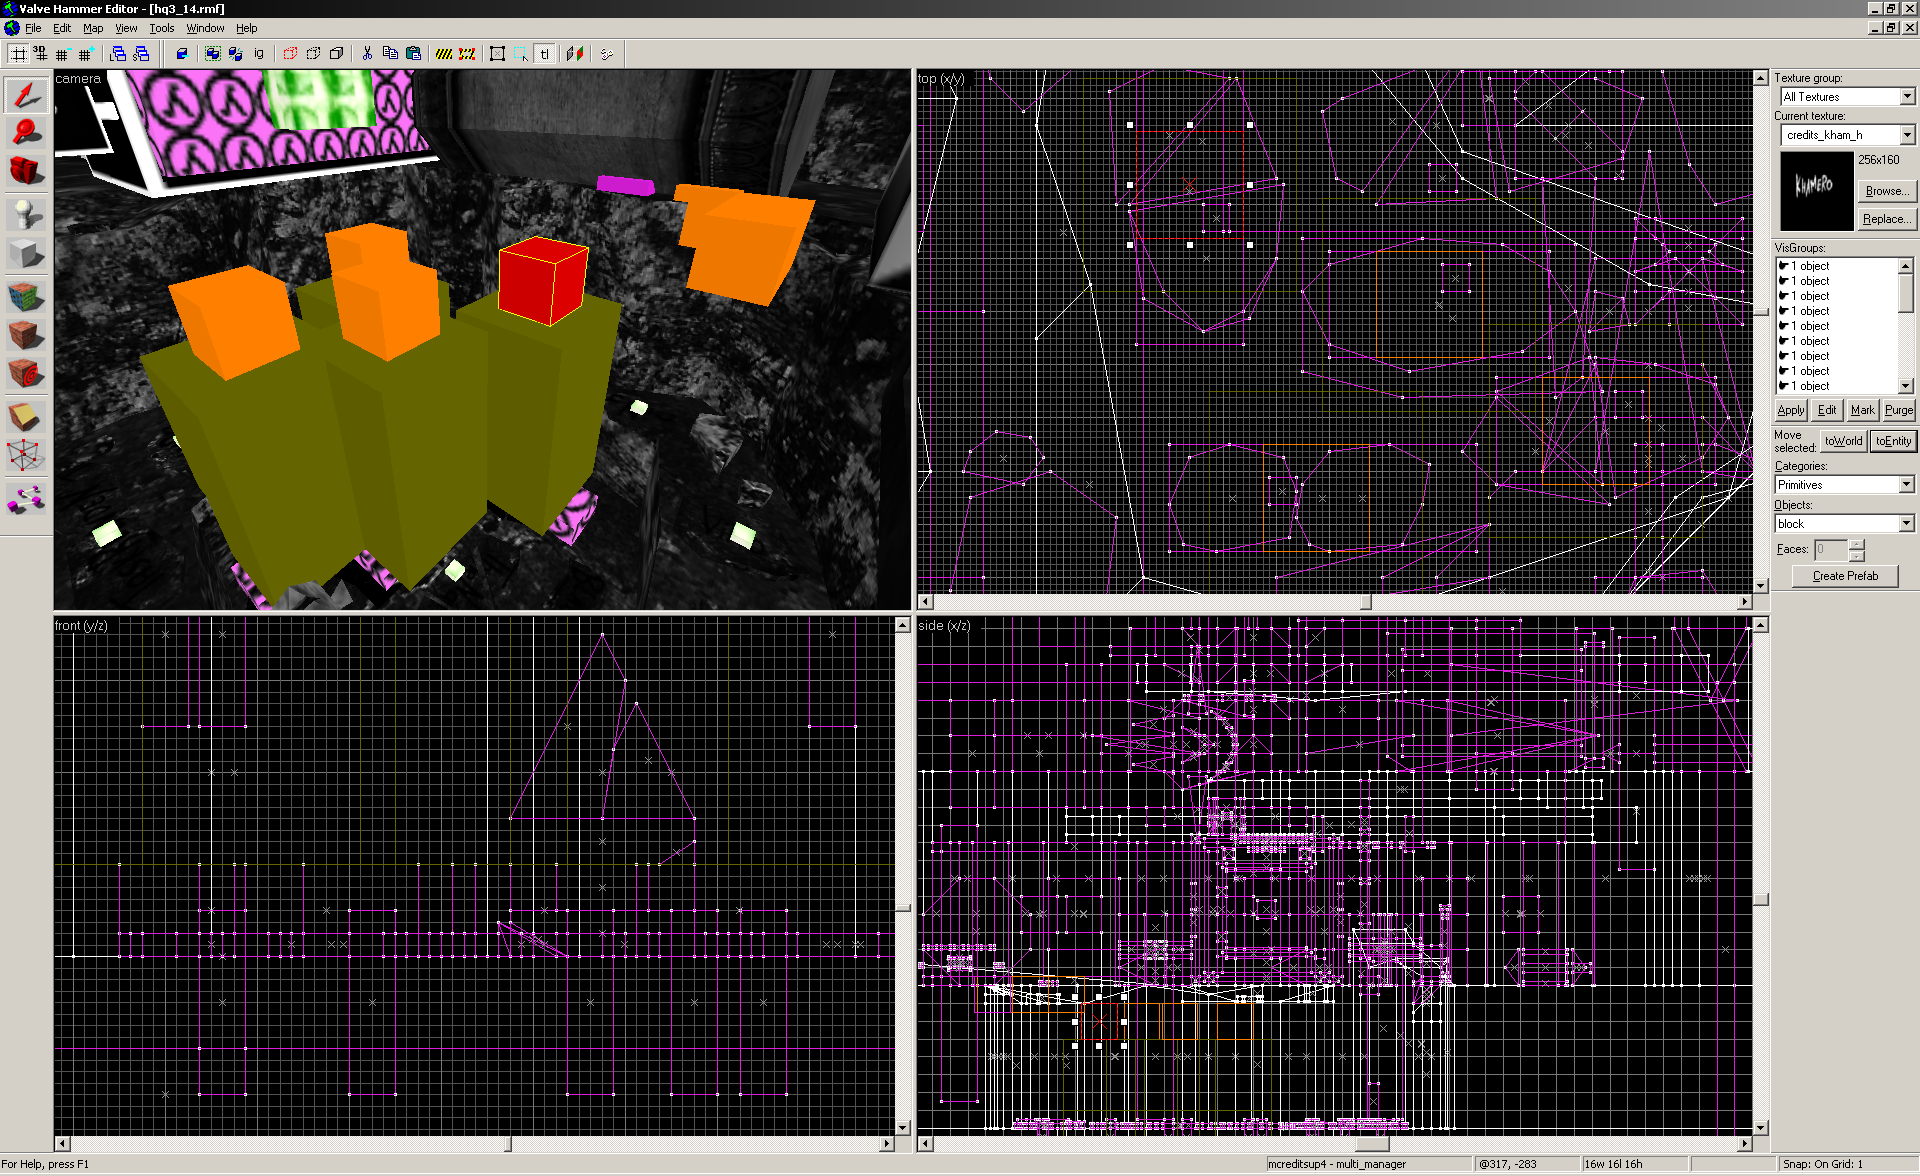 Valve Hammer Editor - [hq3_14.rmf]
File Edit Map View Tools Window Help
3D
ig
tl
camera
top (x/y)
front (y/z)
side (x/z)
Texture group:
All Textures
Current texture:
credits_kham_h
KHAMERO
256x160
Browse...
Replace...
VisGroups:
1 object
1 object
1 object
1 object
1 object
1 object
1 object
1 object
1 object
Apply Edit Mark Purge
Move selected:
toWorld toEntity
Categories:
Primitives
Objects:
block
Faces: 0
Create Prefab
For Help, press F1
mcreditsup4 - multi_manager
@317, -283
16w 16l 16h
Snap: On Grid: 1